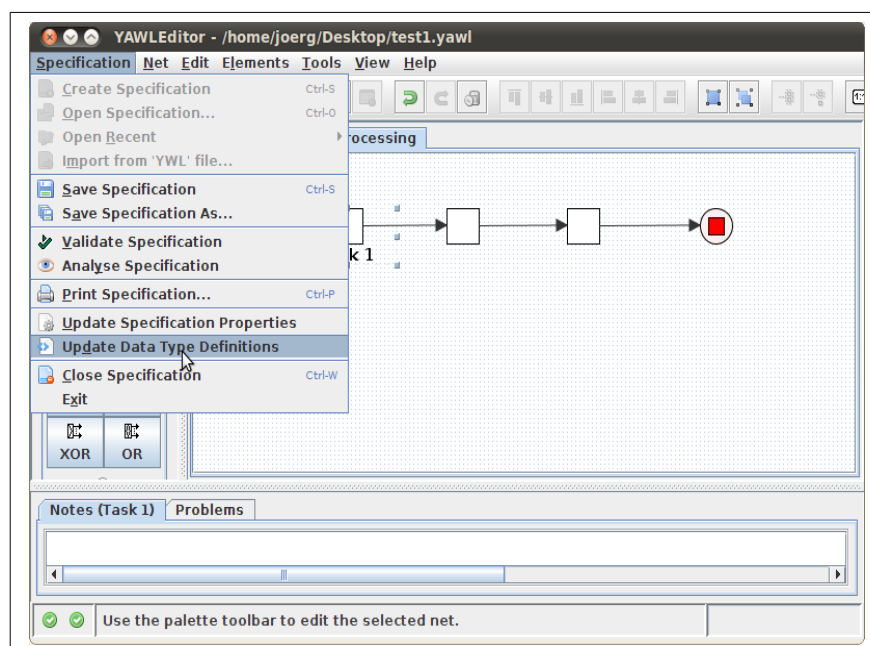 YAWLEditor - /home/joerg/Desktop/test1.yawl
Specification Net Edit Elements Tools View Help
Create Specification Ctrl-S
Open Specification... Ctrl-O
Open Recent
Import from 'YWL' file...
rocessing
Save Specification Ctrl-S
Save Specification As...
Validate Specification
k 1
Analyse Specification
Print Specification... Ctrl-P
Update Specification Properties
Update Data Type Definitions
Close Specification Ctrl-W
Exit
XOR OR
Notes (Task 1) Problems
Use the palette toolbar to edit the selected net.